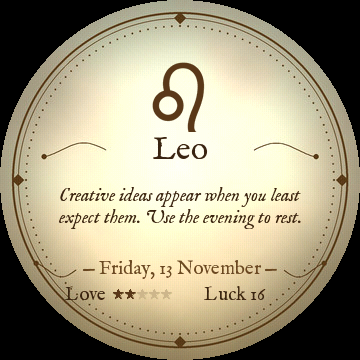 Leo
Creative ideas appear when you least
expect them. Use the evening to rest.
Friday, 13 November
Love ★★☆☆☆ Luck 16